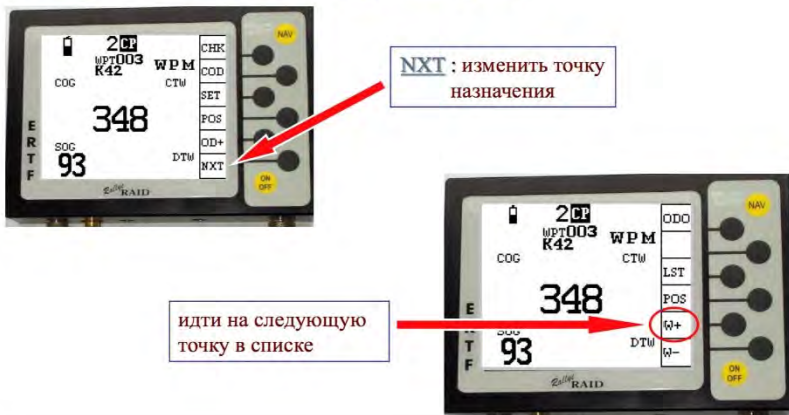 NAV
2 CP
CHK
WPT003
WPM
K42
COD
COG
CTW
SET
348
POS
OD+
SOG
DTW
93
NXT
E
R
T
F
Rallye RAID
ON
OFF
NXT : изменить точку
назначения
NAV
2 CP
ODO
WPT003
K42
WPM
COG
CTW
LST
348
POS
W+
SOG
DTW
93
W-
E
T
F
Rallye RAID
ON
OFF
идти на следующую
точку в списке